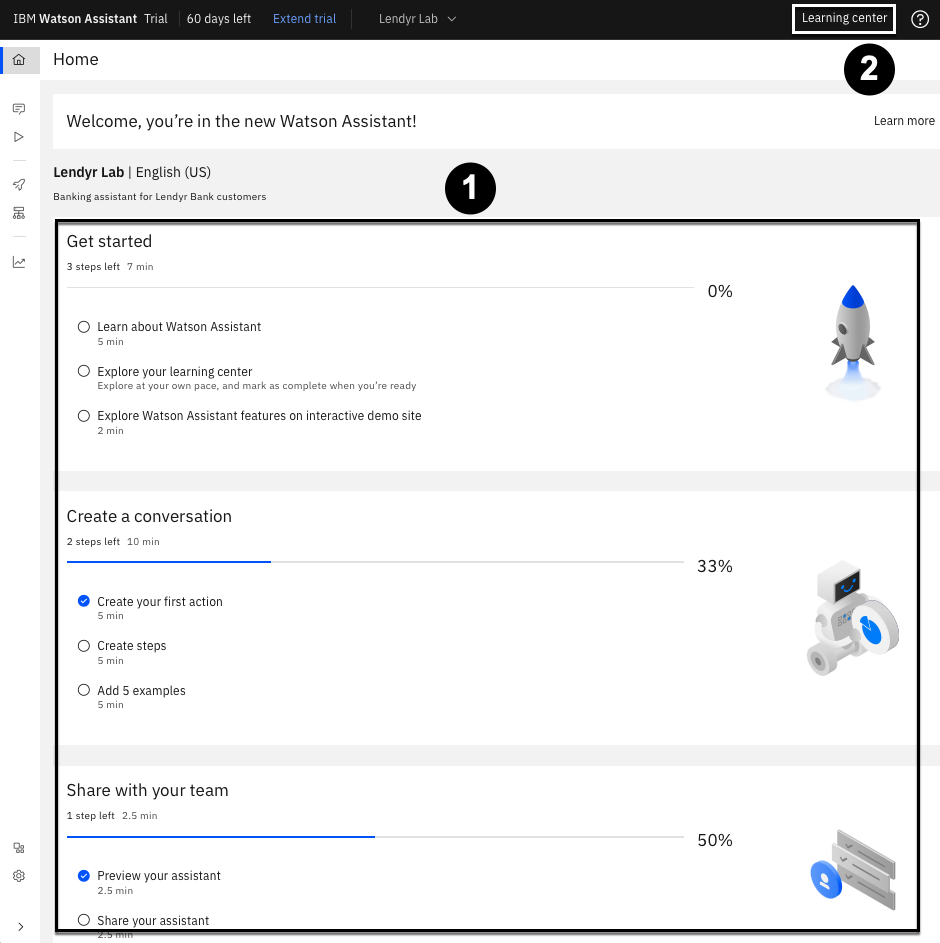 IBM Watson Assistant Trial 60 days left Extend trial Lendyr Lab Learning center
Home
2
Welcome, you’re in the new Watson Assistant!
Learn more
Lendyr Lab | English (US)
1
Banking assistant for Lendyr Bank customers
Get started
3 steps left 7 min
0%
Learn about Watson Assistant
5 min
Explore your learning center
Explore at your own pace, and mark as complete when you’re ready
Explore Watson Assistant features on interactive demo site
2 min
Create a conversation
2 steps left 10 min
33%
Create your first action
5 min
Create steps
5 min
Add 5 examples
5 min
Share with your team
1 step left 2.5 min
50%
Preview your assistant
2.5 min
Share your assistant
2.5 min